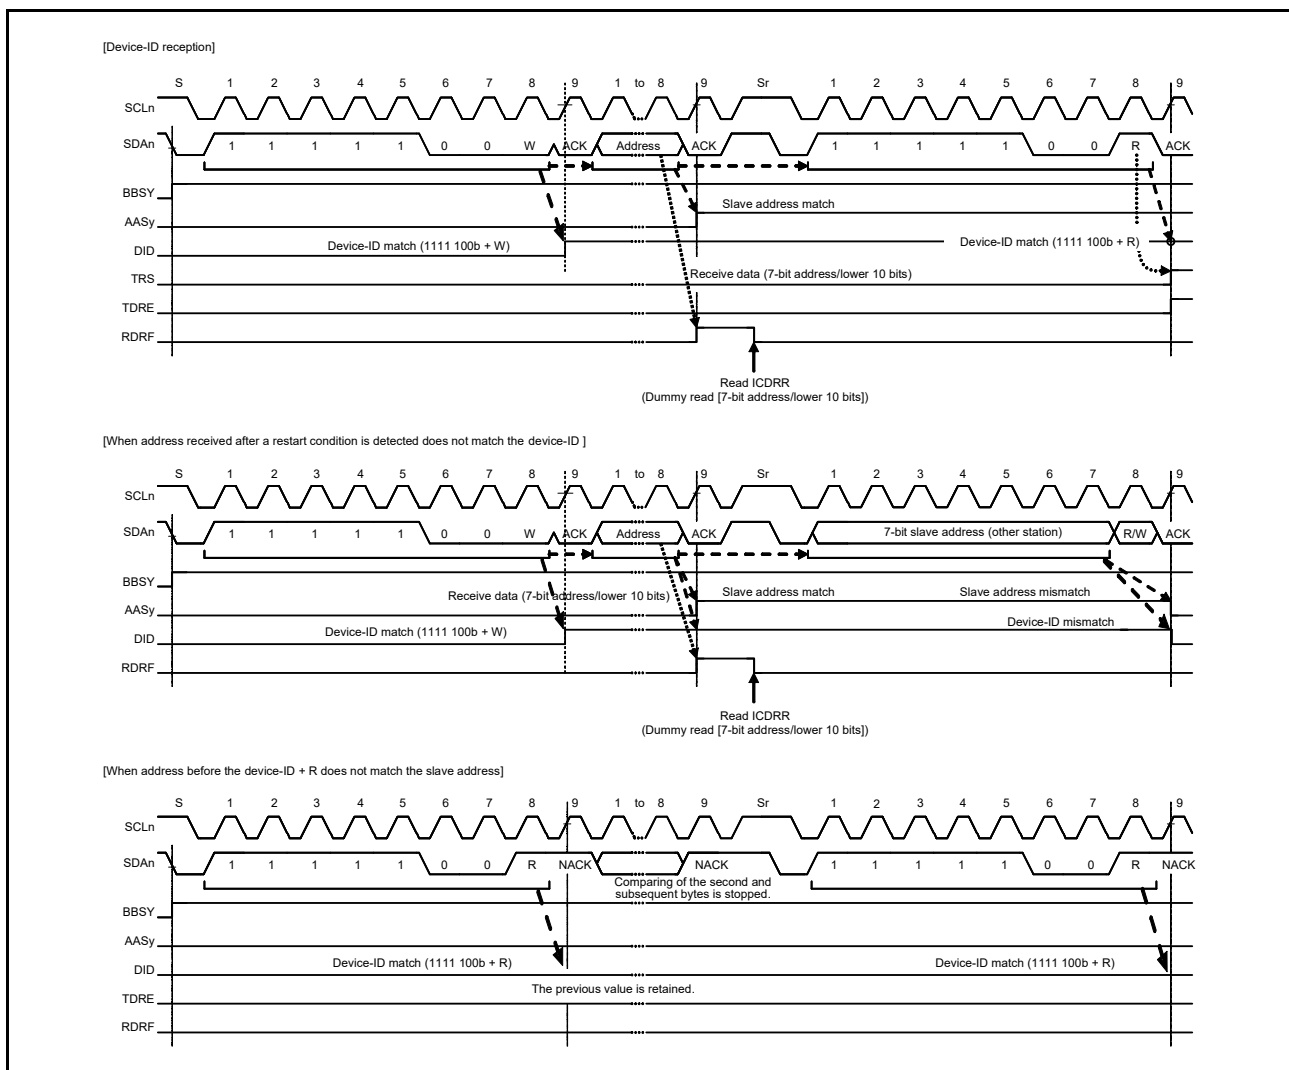 [Device-ID reception]
S 1 2 3 4 5 6 7 8 9 1 to 8 9 Sr 1 2 3 4 5 6 7 8 9
SCLn
SDAn 1 1 1 1 1 0 0 W ACK Address ACK 1 1 1 1 1 0 0 R ACK
BBSY
AASy Slave address match
DID Device-ID match (1111 100b + W) Device-ID match (1111 100b + R)
TRS Receive data (7-bit address/lower 10 bits)
TDRE
RDRF
Read ICDRR
(Dummy read [7-bit address/lower 10 bits])
[When address received after a restart condition is detected does not match the device-ID ]
S 1 2 3 4 5 6 7 8 9 1 to 8 9 Sr 1 2 3 4 5 6 7 8 9
SCLn
SDAn 1 1 1 1 1 0 0 W ACK Address ACK 7-bit slave address (other station) R/W ACK
BBSY
AASy Receive data (7-bit address/lower 10 bits) Slave address match Slave address mismatch
DID Device-ID match (1111 100b + W) Device-ID mismatch
RDRF
Read ICDRR
(Dummy read [7-bit address/lower 10 bits])
[When address before the device-ID + R does not match the slave address]
S 1 2 3 4 5 6 7 8 9 1 to 8 9 Sr 1 2 3 4 5 6 7 8 9
SCLn
SDAn 1 1 1 1 1 0 0 R NACK NACK 1 1 1 1 1 0 0 R NACK
Comparing of the second and
subsequent bytes is stopped.
BBSY
AASy
DID Device-ID match (1111 100b + R) Device-ID match (1111 100b + R)
TDRE The previous value is retained.
RDRF